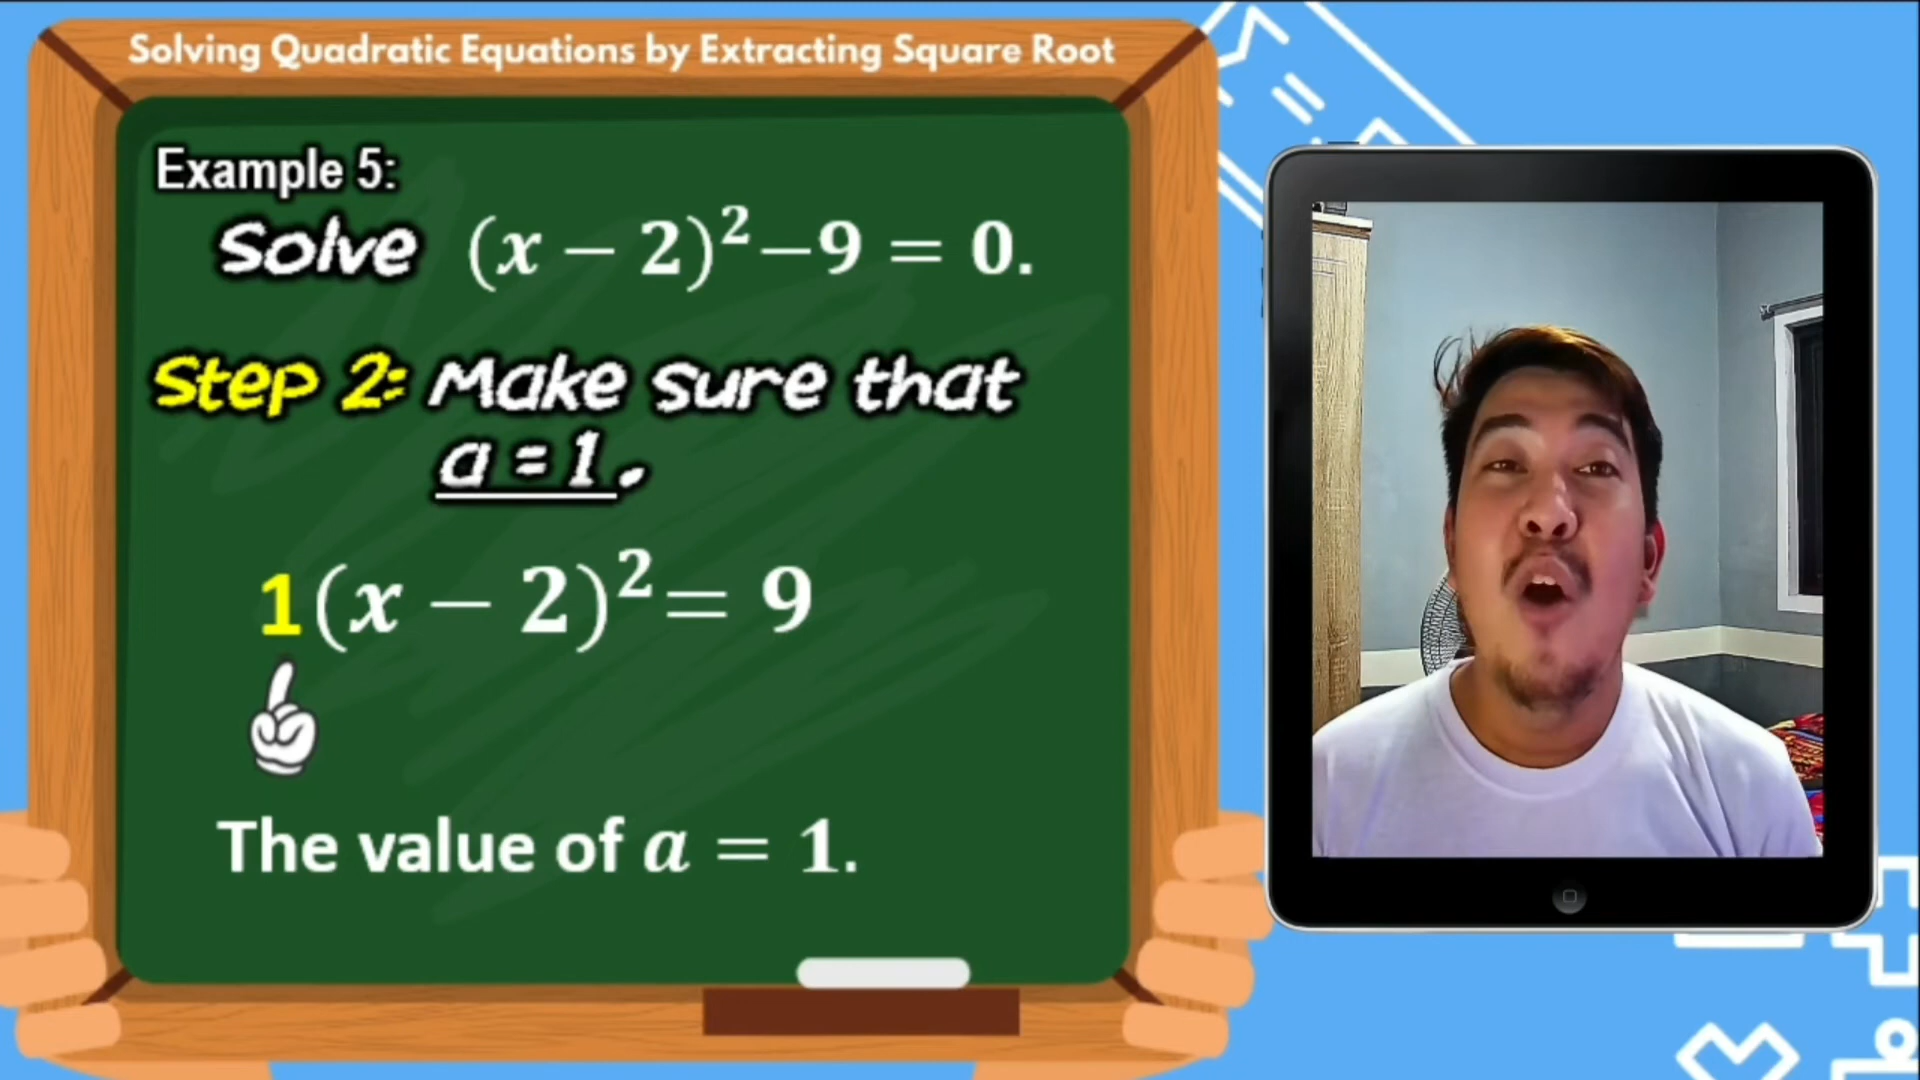 Solving Quadratic Equations by Extracting Square Root
Example 5:
Solve (x − 2)²−9 = 0.
Step 2: Make sure that
a = 1.
1(x − 2)²= 9
The value of a = 1.